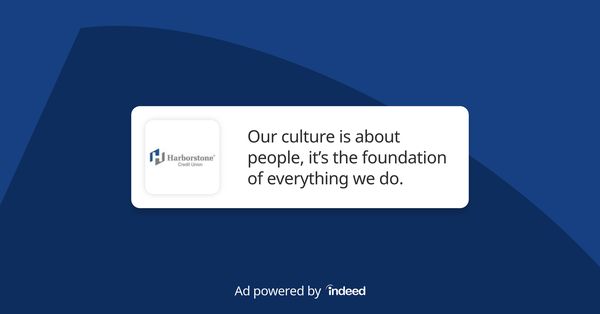 Harborstone®
Credit Union
Our culture is about
people, it’s the foundation
of everything we do.
Ad powered by indeed